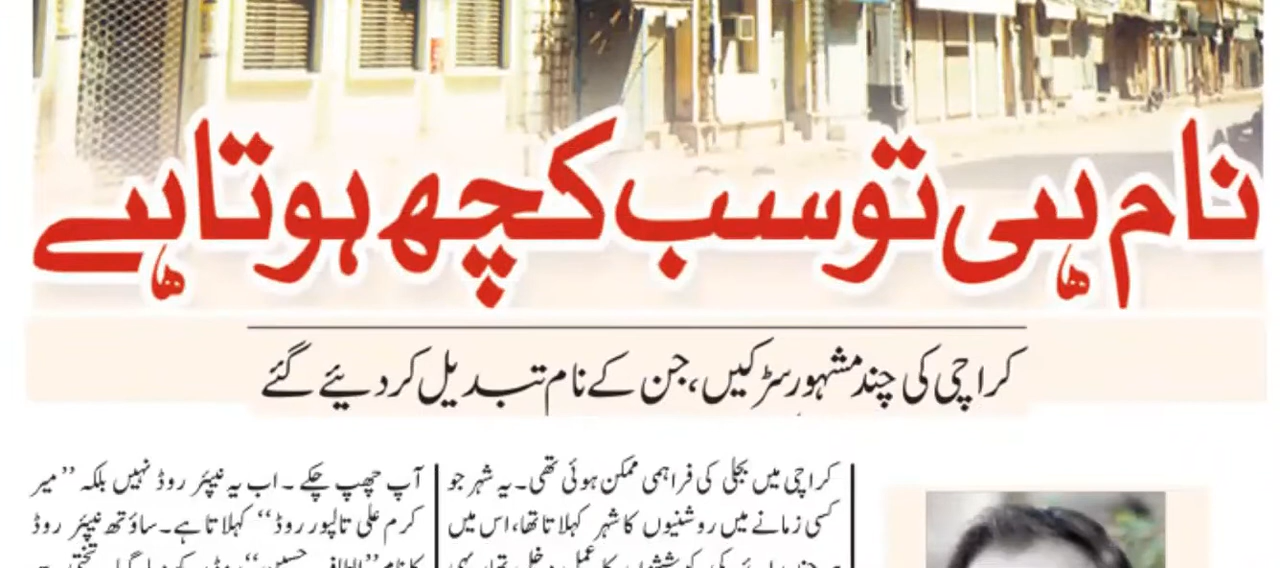 نام ہی تو سب کچھ ہوتا ہے
کراچی کی چند مشہور سڑکیں، جن کے نام تبدیل کردیئے گئے
کراچی میں بجلی کی فراہمی ممکن ہوئی تھی۔ یہ شہر جو
کسی زمانے میں روشنیوں کا شہر کہلاتا تھا، اس میں
آپ چھپ چکے ۔ اب یہ نیپئر روڈ نہیں بلکہ ’’میر
کرم علی تالپور روڈ‘‘ کہلاتا ہے۔ ساؤتھ نیپئر روڈ